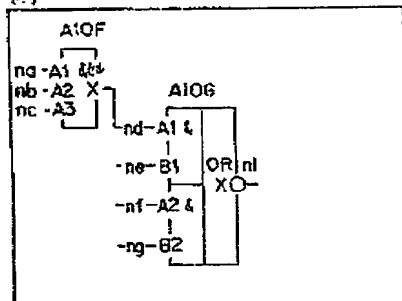 A10F
na -A1
nb -A2 X
nc -A3
A10G
nd-A1 &
-ne-B1 OR nl
X
-nf-A2 &
-ng-B2